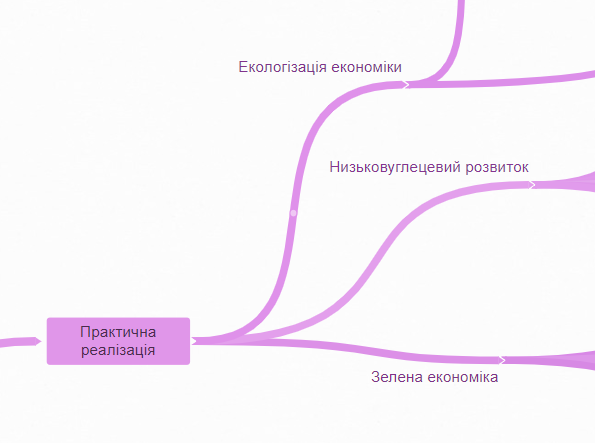 Екологізація економіки
Низьковуглецевий розвиток
Практична
реалізація
Зелена економіка